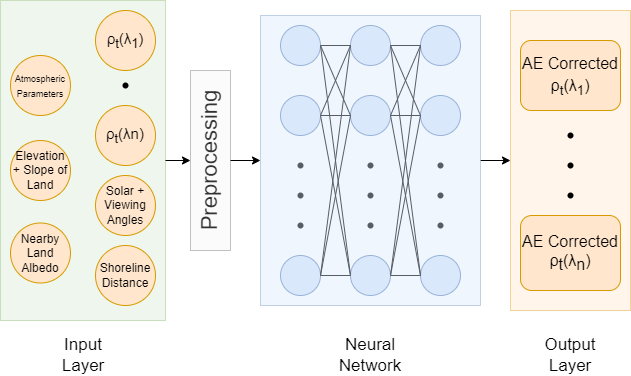 ρt(λ1)
Atmospheric
Parameters
ρt(λn)
Elevation
+ Slope of
Land
Solar +
Viewing
Angles
Nearby
Land
Albedo
Shoreline
Distance
Preprocessing
AE Corrected
ρt(λ1)
AE Corrected
ρt(λn)
Input
Layer
Neural
Network
Output
Layer